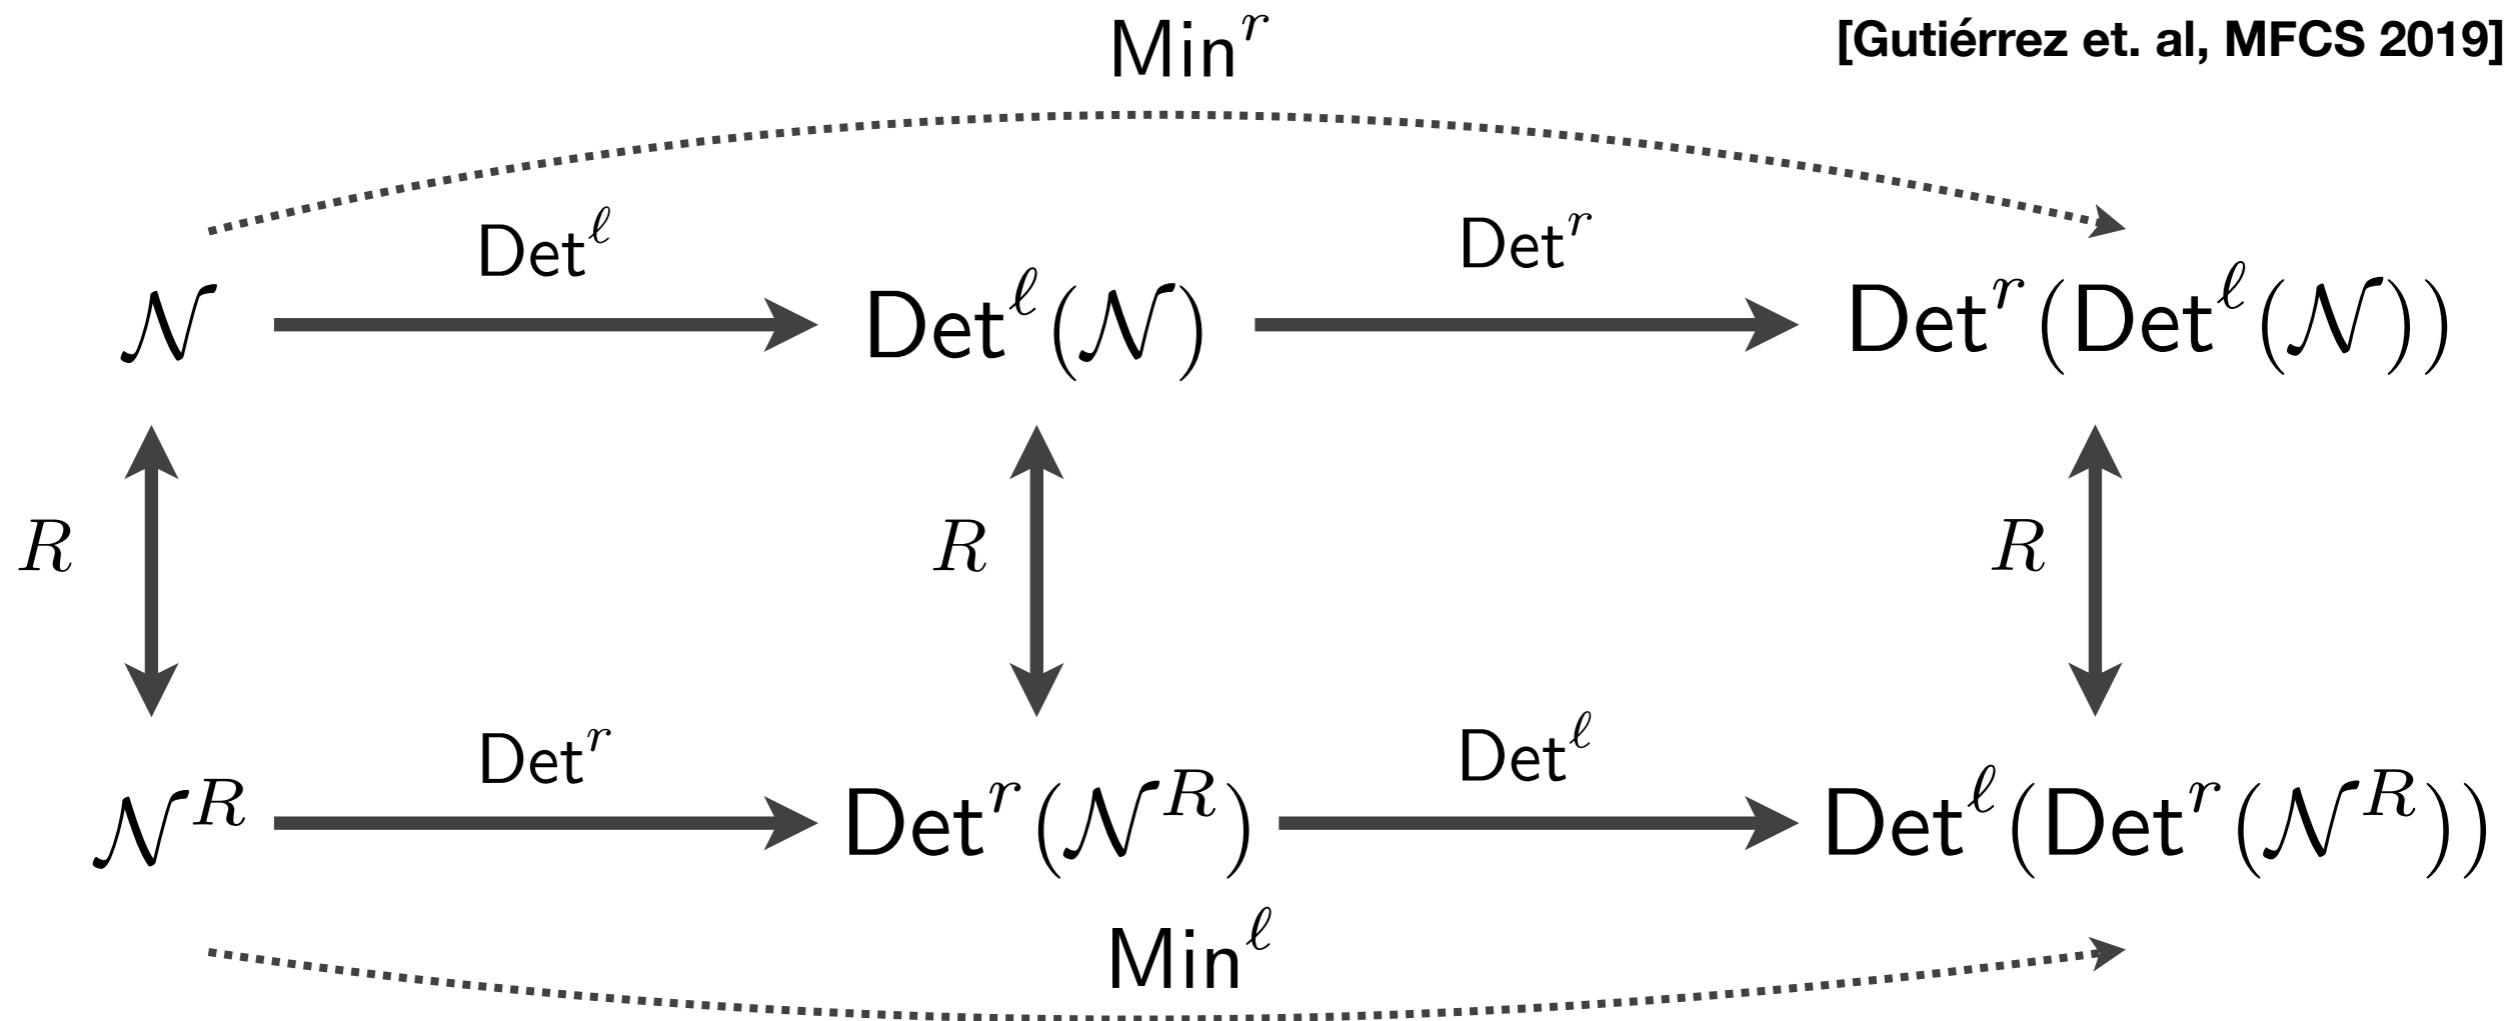 Min^r
[Gutiérrez et. al, MFCS 2019]
Det^ℓ Det^r
𝒩 Det^ℓ(𝒩) Det^r(Det^ℓ(𝒩))
R R R
Det^r Det^ℓ
𝒩^R Det^r(𝒩^R) Det^ℓ(Det^r(𝒩^R))
Min^ℓ